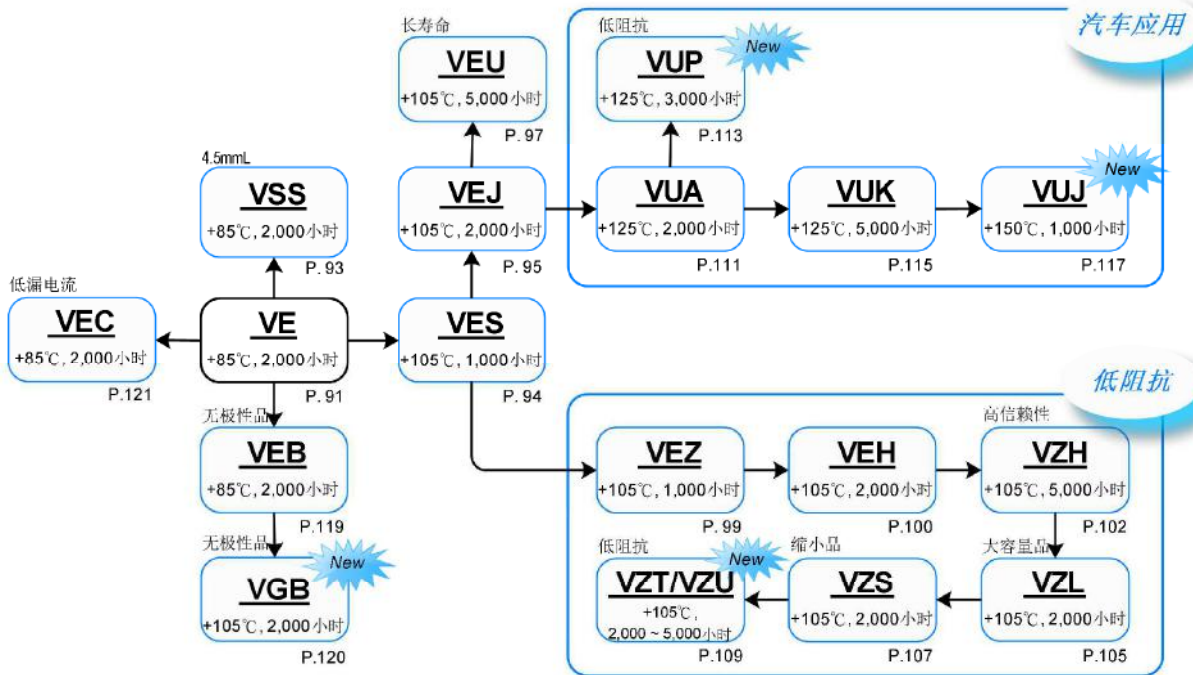 汽车应用
长寿命
VEU
+105℃, 5,000小时
P. 97
低阻抗
New
VUP
+125℃, 3,000小时
P.113
4.5mmL
VSS
+85℃, 2,000小时
P. 93
VEJ
+105℃, 2,000小时
P. 95
VUA
+125℃, 2,000小时
P.111
VUK
+125℃, 5,000小时
P.115
New
VUJ
+150℃, 1,000小时
P.117
低漏电流
VEC
+85℃, 2,000小时
P.121
VE
+85℃, 2,000小时
P.91
VES
+105℃, 1,000小时
P. 94
低阻抗
无极性品
VEB
+85℃, 2,000小时
P.119
VEZ
+105℃, 1,000小时
P. 99
VEH
+105℃, 2,000小时
P.100
高信赖性
VZH
+105℃, 5,000小时
P.102
无极性品
New
VGB
+105℃, 2,000小时
P.120
低阻抗
New
VZT/VZU
+105℃,
2,000 ~ 5,000小时
P.109
缩小品
VZS
+105℃, 2,000小时
P.107
大容量品
VZL
+105℃, 2,000小时
P.105